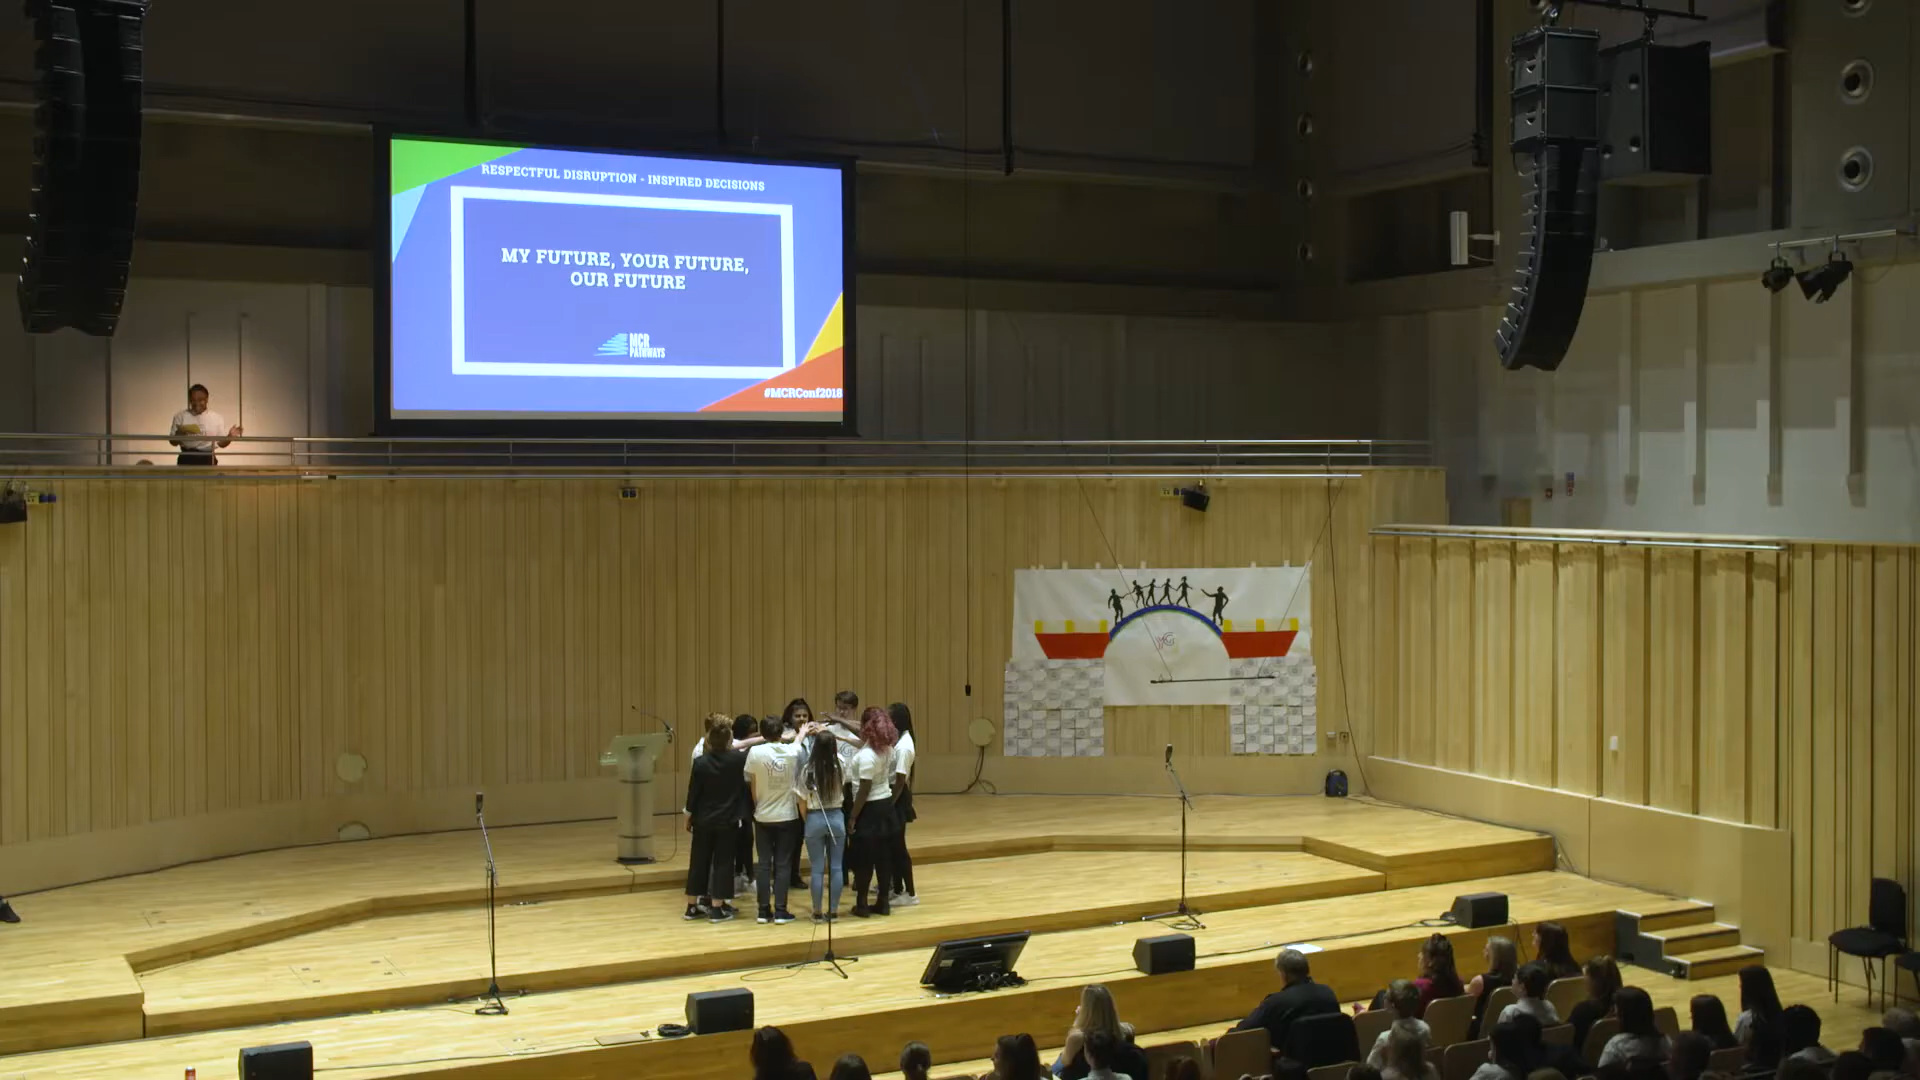 RESPECTFUL DISRUPTION - INSPIRED DECISIONS
MY FUTURE, YOUR FUTURE,
OUR FUTURE
MCR
PATHWAYS
#MCRConf2018